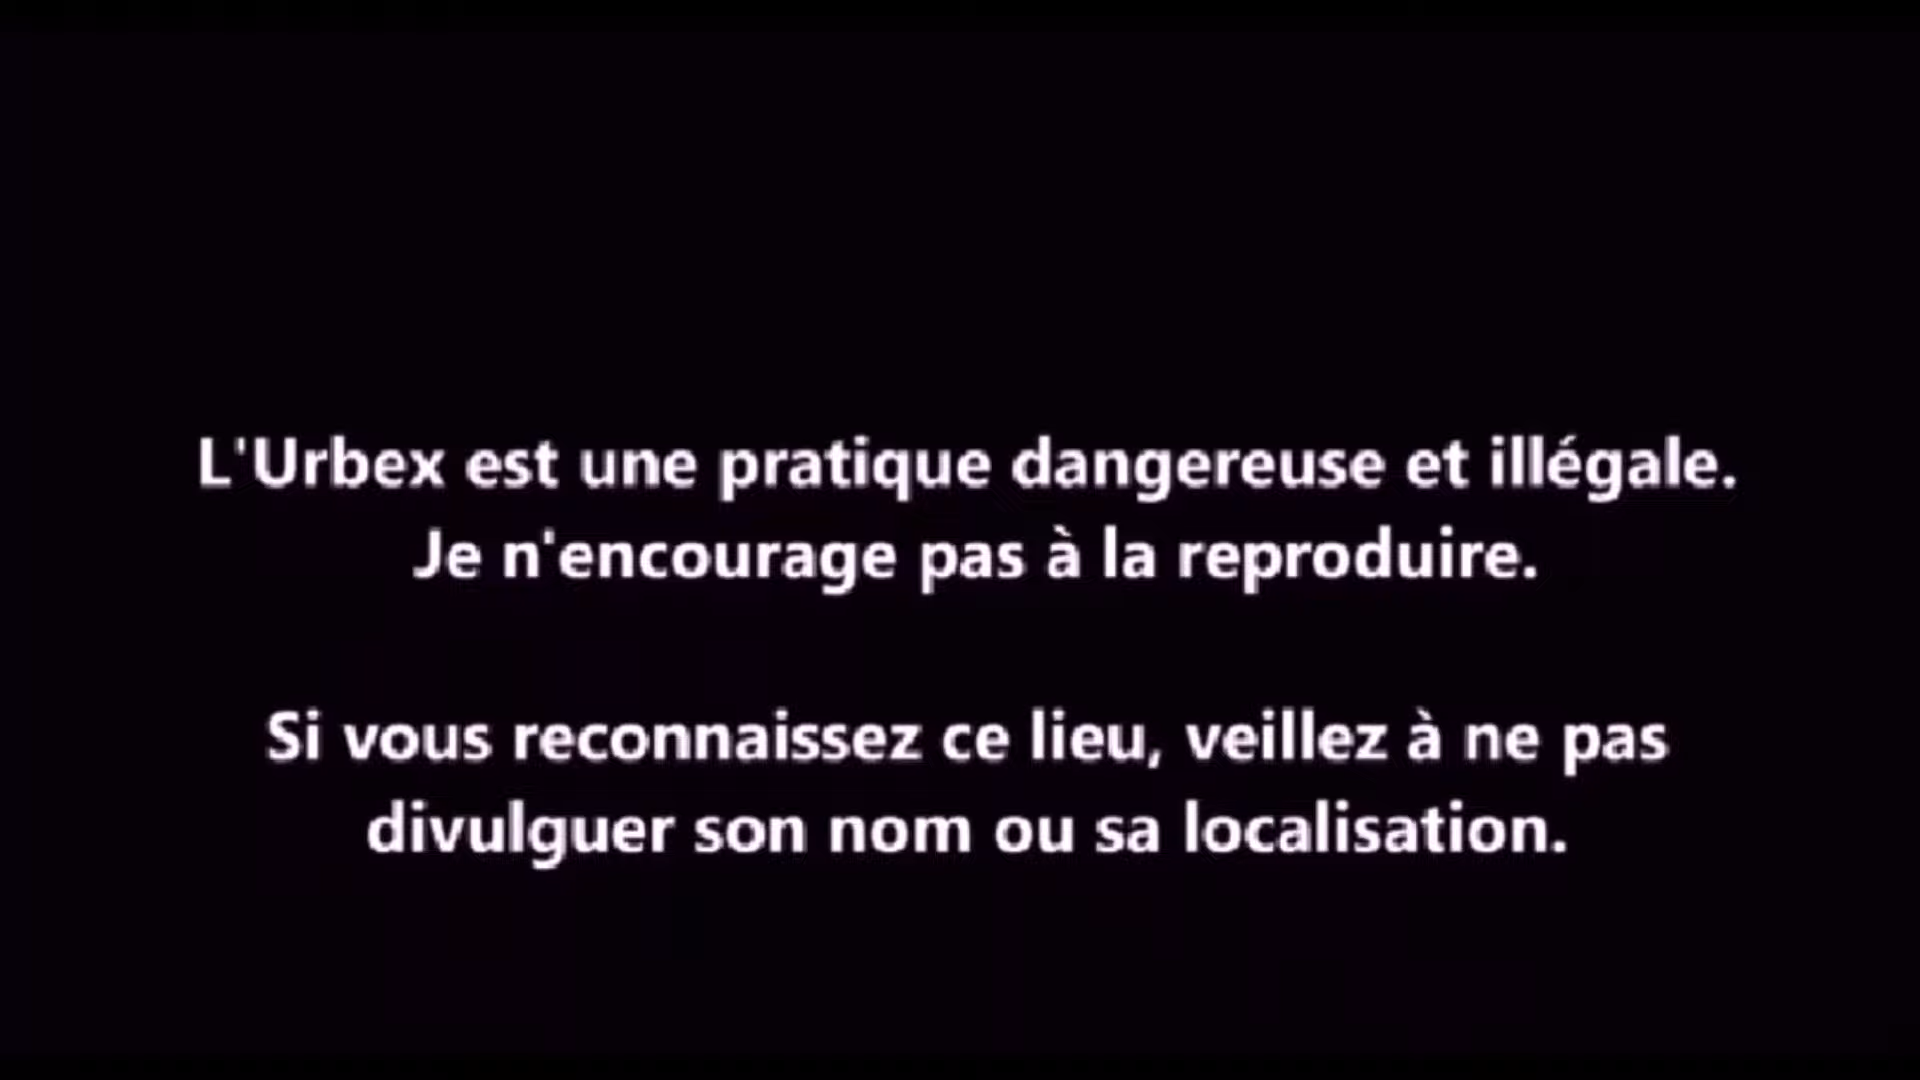 L'Urbex est une pratique dangereuse et illégale.
Je n'encourage pas à la reproduire.
Si vous reconnaissez ce lieu, veillez à ne pas
divulguer son nom ou sa localisation.